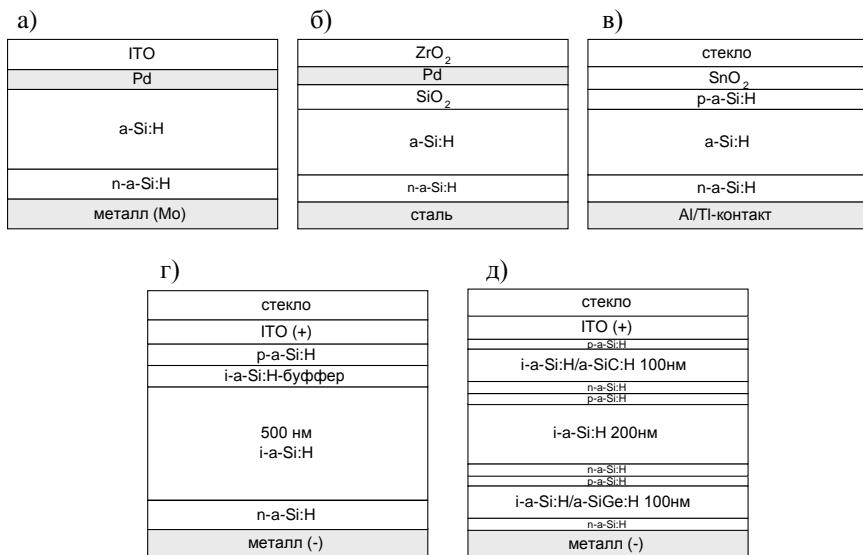 а)
ITO
Pd
a-Si:H
n-a-Si:H
металл (Mo)
б)
ZrO2
Pd
SiO2
a-Si:H
n-a-Si:H
сталь
в)
стекло
SnO2
p-a-Si:H
a-Si:H
n-a-Si:H
Al/Tl-контакт
г)
стекло
ITO (+)
p-a-Si:H
i-a-Si:H-буффер
500 нм
i-a-Si:H
n-a-Si:H
металл (-)
д)
стекло
ITO (+)
p-a-Si:H
i-a-Si:H/a-SiC:H 100нм
n-a-Si:H
p-a-Si:H
i-a-Si:H 200нм
n-a-Si:H
p-a-Si:H
i-a-Si:H/a-SiGe:H 100нм
n-a-Si:H
металл (-)